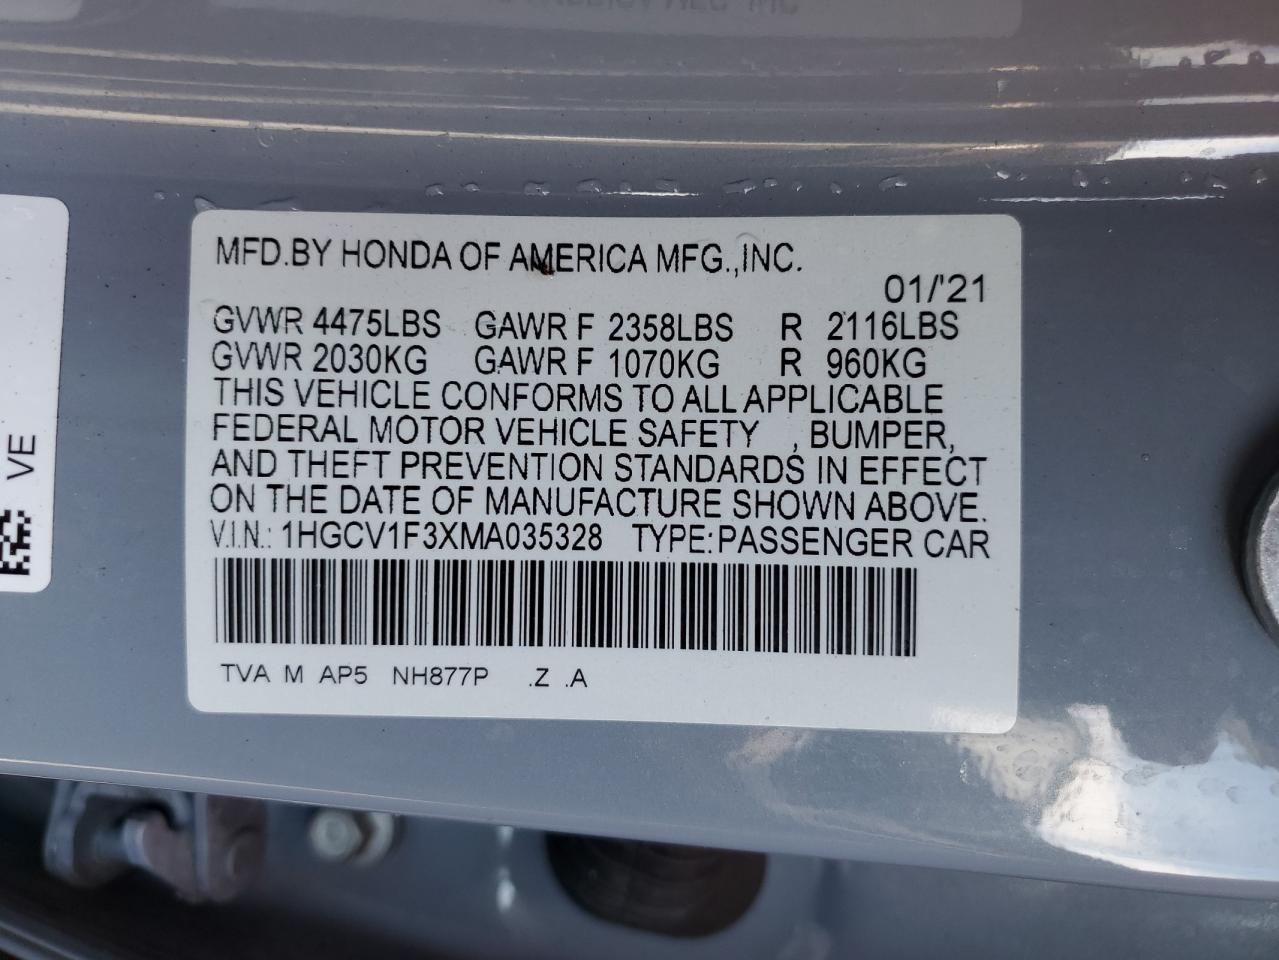 MFD.BY HONDA OF AMERICA MFG.,INC.
01/'21
GVWR 4475LBS GAWR F 2358LBS R 2116LBS
GVWR 2030KG GAWR F 1070KG R 960KG
THIS VEHICLE CONFORMS TO ALL APPLICABLE
FEDERAL MOTOR VEHICLE SAFETY , BUMPER,
AND THEFT PREVENTION STANDARDS IN EFFECT
ON THE DATE OF MANUFACTURE SHOWN ABOVE.
V.I.N.: 1HGCV1F3XMA035328 TYPE:PASSENGER CAR
TVA M AP5 NH877P .Z .A
VE